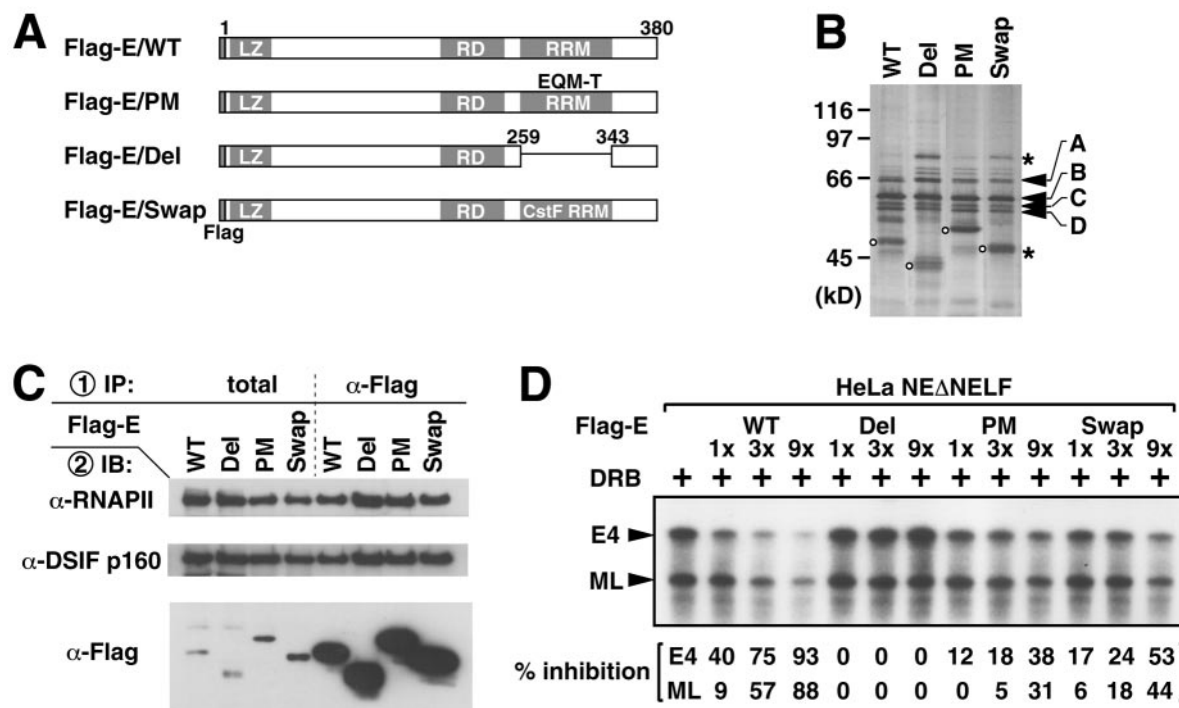 A
1 380
Flag-E/WT LZ RD RRM
EQM-T
Flag-E/PM LZ RD RRM
259 343
Flag-E/Del LZ RD
Flag-E/Swap LZ RD CstF RRM
Flag
B
WT Del PM Swap
116
97
66
45
(kD)
* A
B
C
D
*
C
① IP: total α-Flag
Flag-E WT Del PM Swap WT Del PM Swap
② IB:
α-RNAPII
α-DSIF p160
α-Flag
D
HeLa NEΔNELF
Flag-E WT Del PM Swap
1x 3x 9x 1x 3x 9x 1x 3x 9x 1x 3x 9x
DRB + + + + + + + + + + + + +
E4
ML
% inhibition
E4 40 75 93 0 0 0 12 18 38 17 24 53
ML 9 57 88 0 0 0 0 5 31 6 18 44